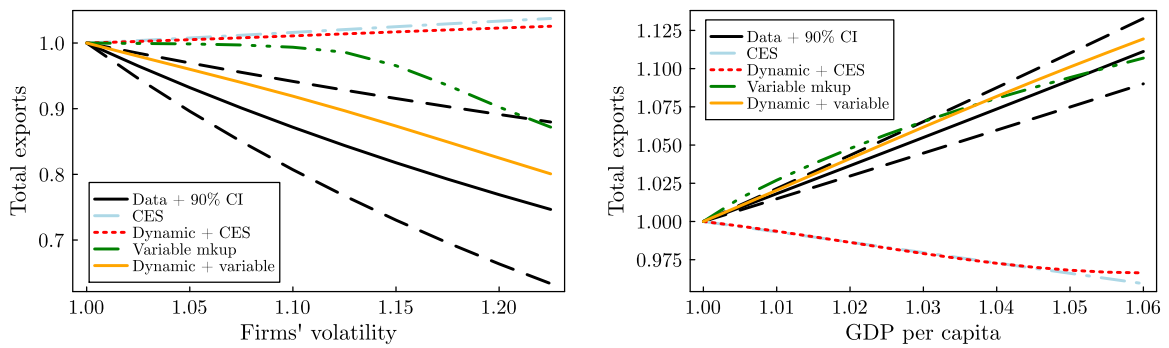 Total exports
1.0
0.9
0.8
0.7
Data + 90% CI
CES
Dynamic + CES
Variable mkup
Dynamic + variable
1.00
1.05
1.10
1.15
1.20
Firms' volatility
Total exports
1.125
1.100
1.075
1.050
1.025
1.000
0.975
Data + 90% CI
CES
Dynamic + CES
Variable mkup
Dynamic + variable
1.00
1.01
1.02
1.03
1.04
1.05
1.06
GDP per capita